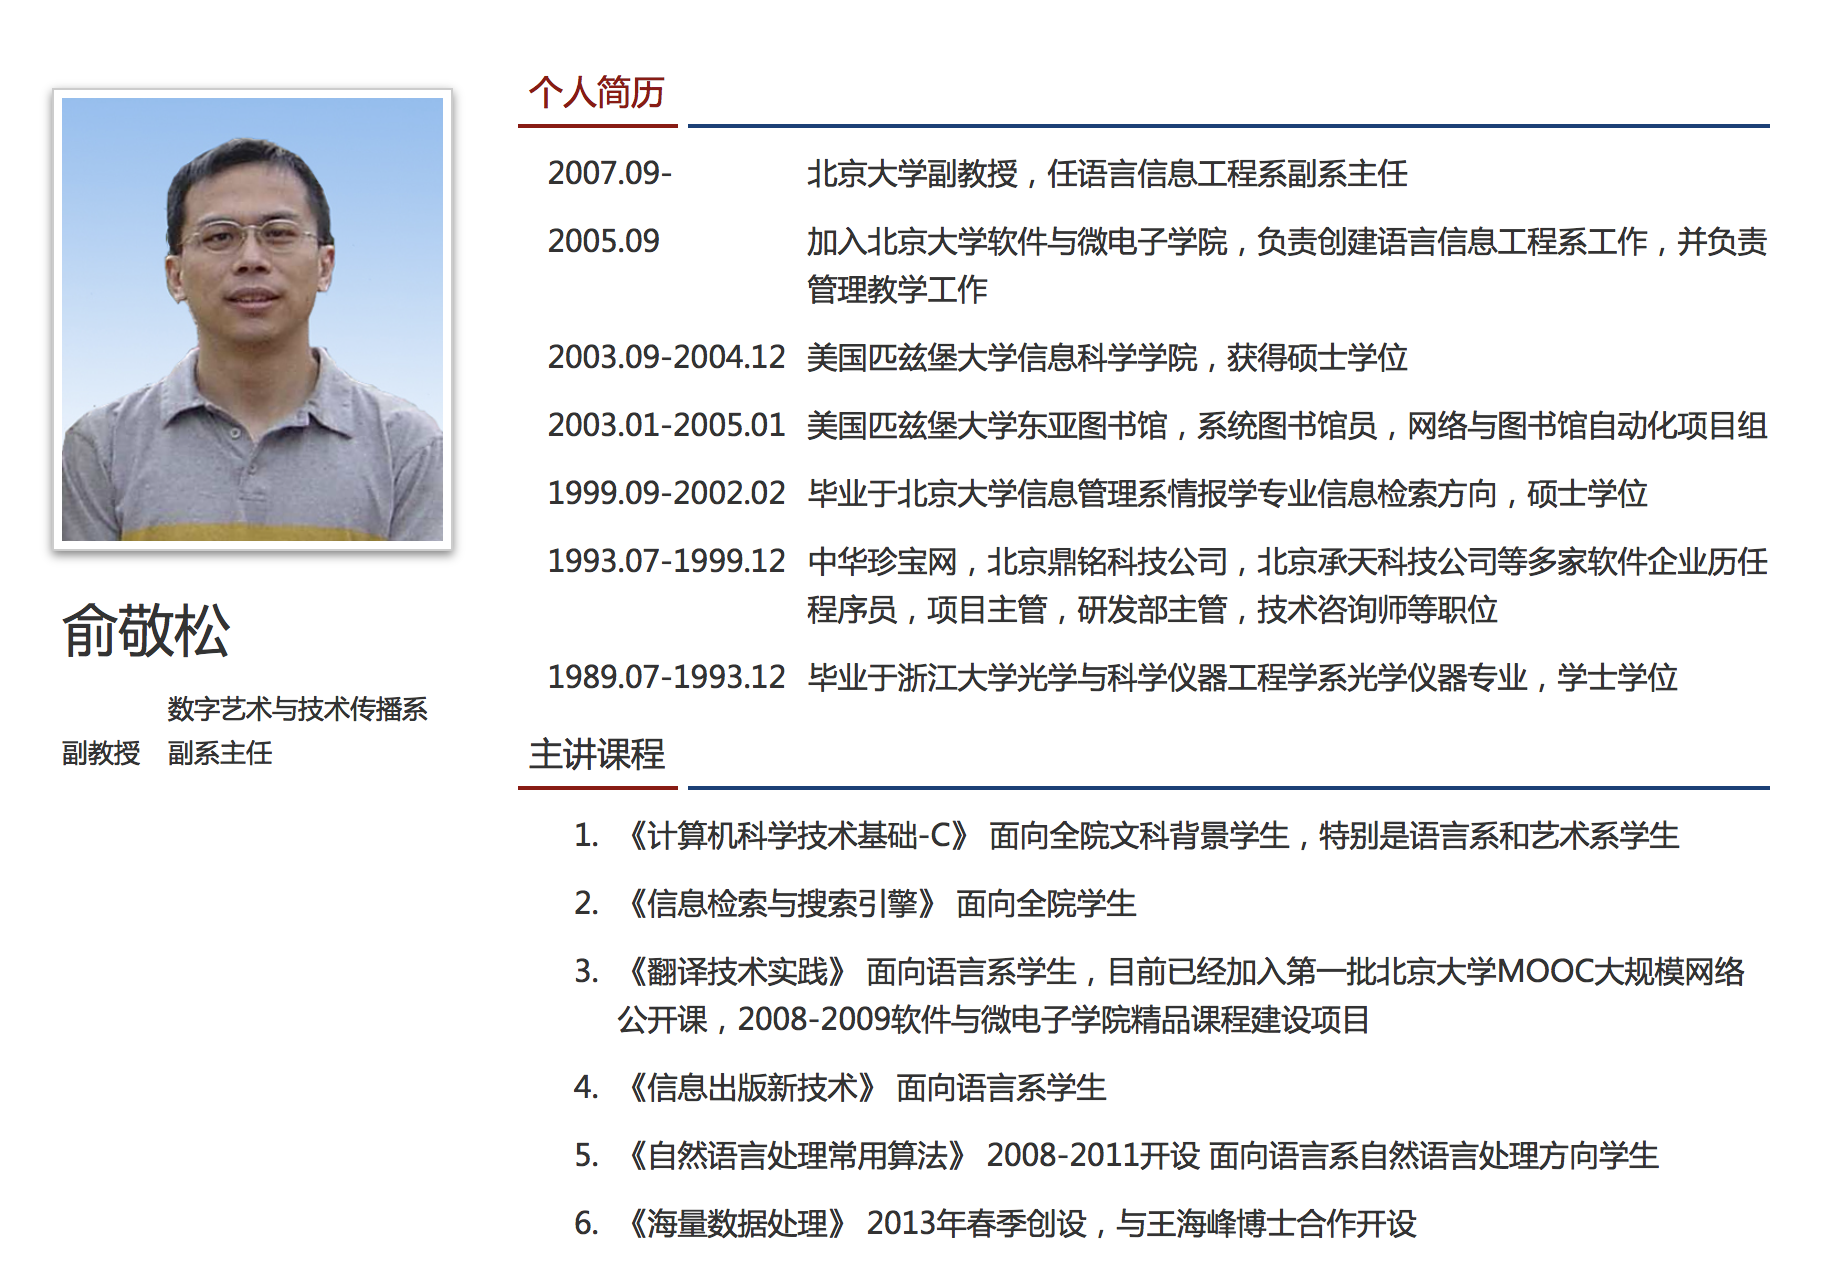 个人简历
2007.09- 北京大学副教授，任语言信息工程系副系主任
2005.09 加入北京大学软件与微电子学院，负责创建语言信息工程系工作，并负责
管理教学工作
2003.09-2004.12 美国匹兹堡大学信息科学学院，获得硕士学位
2003.01-2005.01 美国匹兹堡大学东亚图书馆，系统图书馆员，网络与图书馆自动化项目组
1999.09-2002.02 毕业于北京大学信息管理系情报学专业信息检索方向，硕士学位
1993.07-1999.12 中华珍宝网，北京鼎铭科技公司，北京承天科技公司等多家软件企业历任
程序员，项目主管，研发部主管，技术咨询师等职位
1989.07-1993.12 毕业于浙江大学光学与科学仪器工程学系光学仪器专业，学士学位
俞敬松
数字艺术与技术传播系
副教授 副系主任
主讲课程
1. 《计算机科学技术基础-C》 面向全院文科背景学生，特别是语言系和艺术系学生
2. 《信息检索与搜索引擎》 面向全院学生
3. 《翻译技术实践》 面向语言系学生，目前已经加入第一批北京大学MOOC大规模网络
公开课，2008-2009软件与微电子学院精品课程建设项目
4. 《信息出版新技术》 面向语言系学生
5. 《自然语言处理常用算法》 2008-2011开设 面向语言系自然语言处理方向学生
6. 《海量数据处理》 2013年春季创设，与王海峰博士合作开设